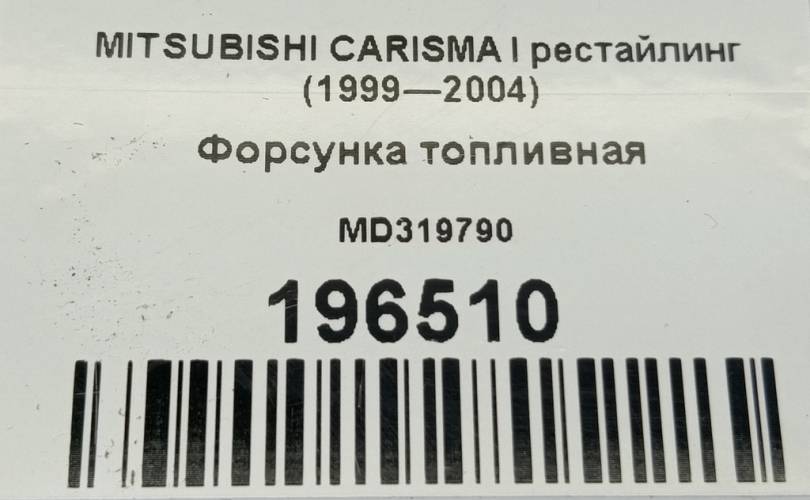 MITSUBISHI CARISMA I рестайлинг
(1999—2004)
Форсунка топливная
MD319790
196510